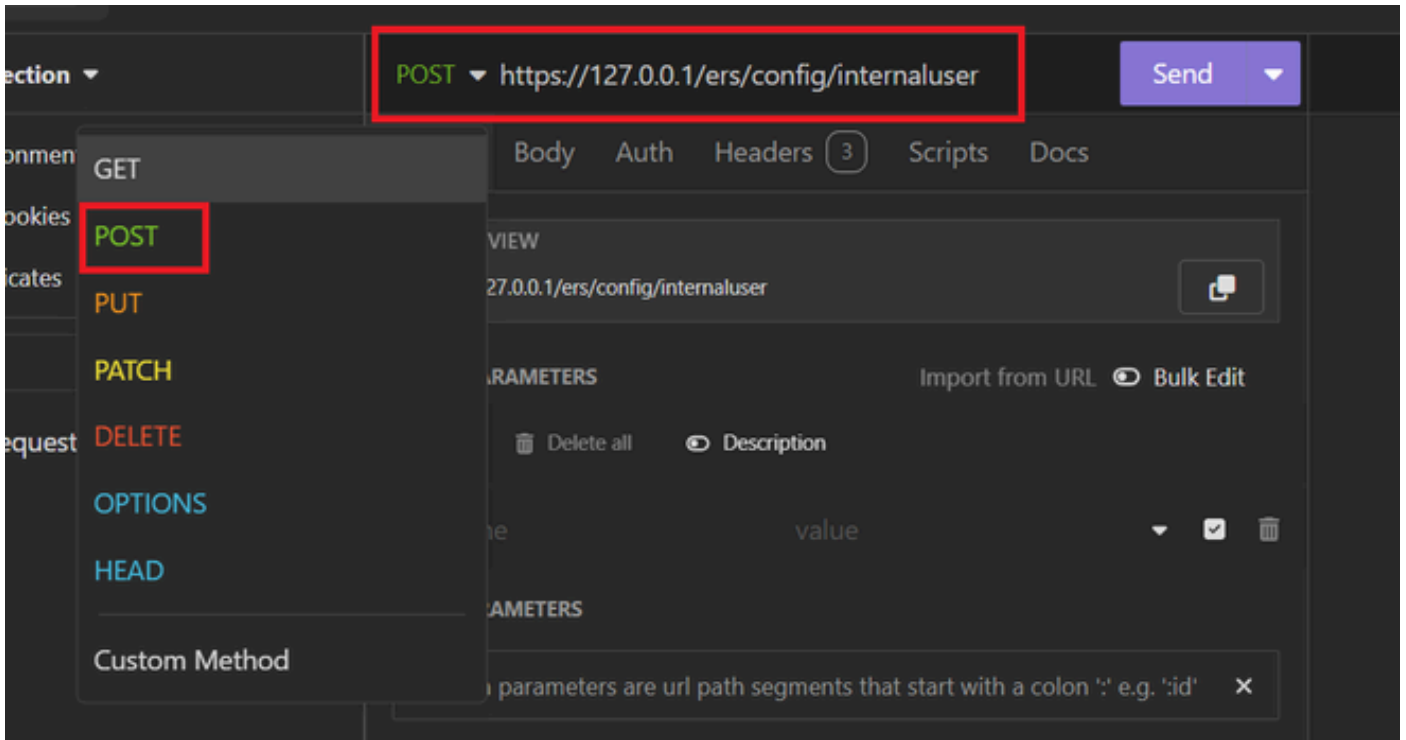 ection
POST https://127.0.0.1/ers/config/internaluser Send
onmen
GET
Body Auth Headers 3 Scripts Docs
ookies
POST
VIEW
icates
27.0.0.1/ers/config/internaluser
PUT
PATCH
RAMETERS Import from URL Bulk Edit
equest
DELETE
Delete all Description
OPTIONS
ne value
HEAD
AMETERS
Custom Method
parameters are url path segments that start with a colon ':' e.g. ':id'